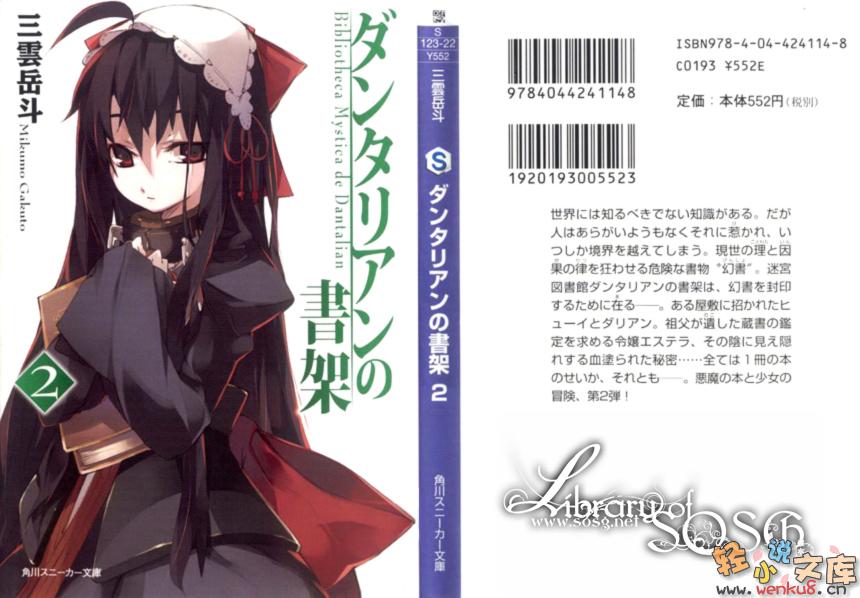 三雲岳斗
Mikumo Gakuto
ダンタリアンの書架
Bibliotheca Mystica de Dantalian
2
角川スニーカー文庫
S
123-22
Y552
三雲岳斗
S
ダンタリアンの書架 2
角川スニーカー文庫
9784044241148
1920193005523
ISBN978-4-04-424114-8
C0193 ¥552E
定価：本体552円（税別）
世界には知るべきでない知識がある。だが
人はあらがいようもなくそれに惹かれ、い
つしか境界を越えてしまう。現世の理と因
果の律を狂わせる危険な書物〝幻書〟。迷宮
図書館ダンタリアンの書架は、幻書を封印
するために在る――。ある屋敷に招かれたヒ
ューイとダリアン。祖父が遺した蔵書の鑑
定を求める令嬢エステラ、その陰に見え隠
れする血塗られた秘密……全ては１冊の本
のせいか、それとも――。悪魔の本と少女の
冒険、第2弾！
Library of
www.sosg.net
SOSG
轻小说文库
www.wenku8.cn